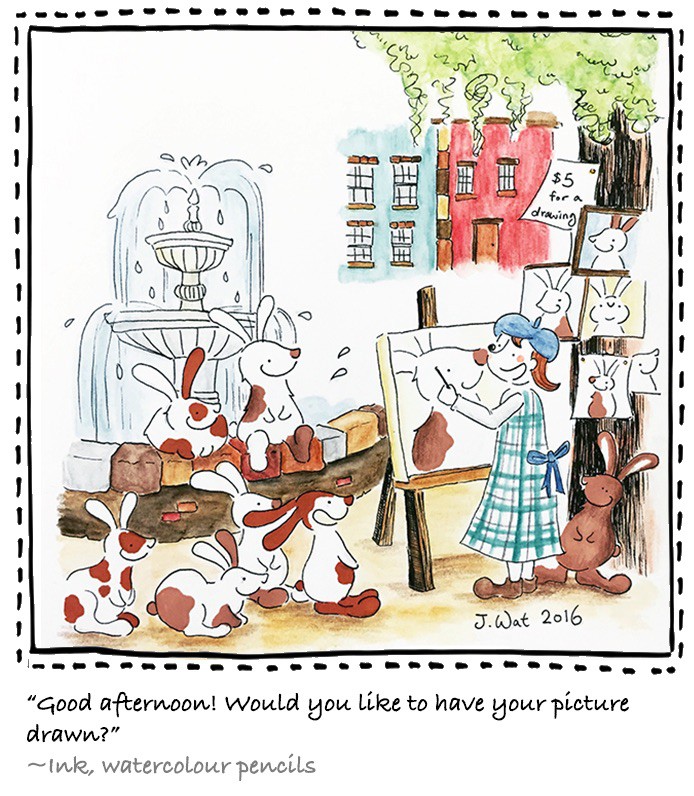 $5
for a
drawing
J. Wat 2016
“Good afternoon! Would you like to have your picture
drawn?”
~Ink, watercolour pencils